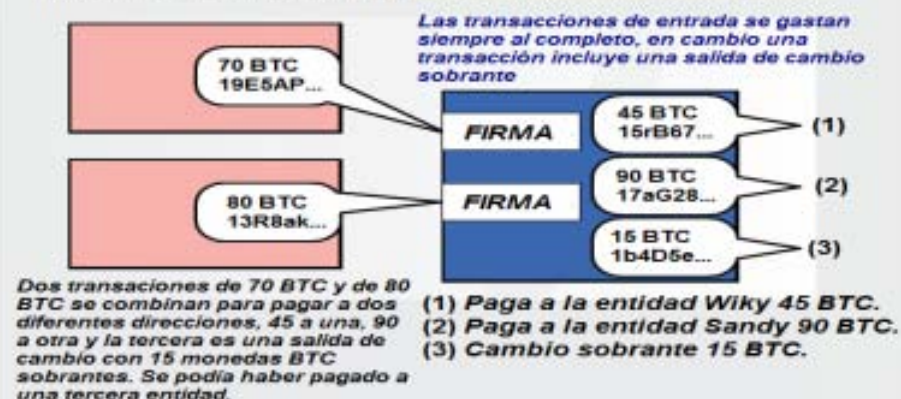 Las transacciones de entrada se gastan
siempre al completo, en cambio una
transacción incluye una salida de cambio
sobrante
70 BTC
19E5AP...
80 BTC
13R8ak...
FIRMA
FIRMA
45 BTC
15rB67...
90 BTC
17aG28...
15 BTC
1b4D5e...
(1)
(2)
(3)
Dos transaciones de 70 BTC y de 80
BTC se combinan para pagar a dos
diferentes direcciones, 45 a una, 90
a otra y la tercera es una salida de
cambio con 15 monedas BTC
sobrantes. Se podía haber pagado a
una tercera entidad.
(1) Paga a la entidad Wiky 45 BTC.
(2) Paga a la entidad Sandy 90 BTC.
(3) Cambio sobrante 15 BTC.